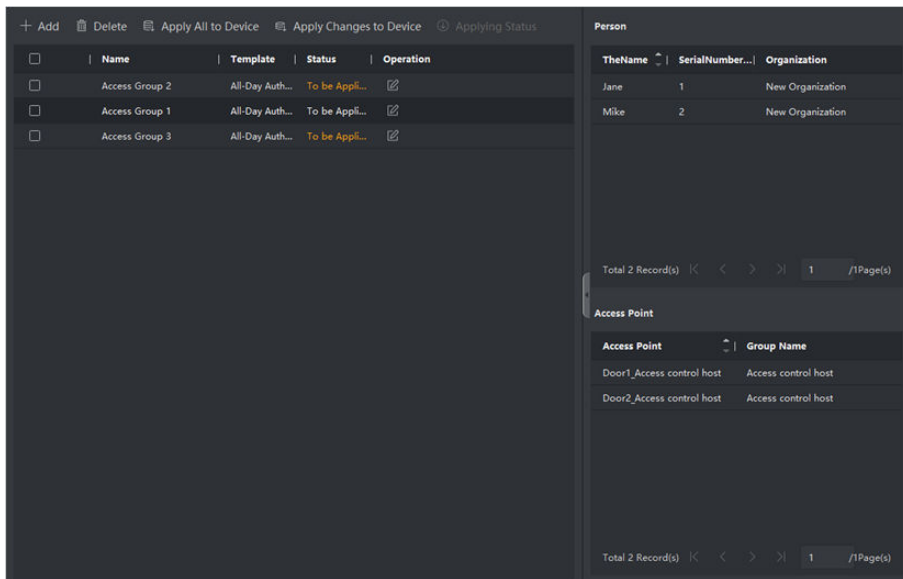 Add Delete Apply All to Device Apply Changes to Device Applying Status
Name Template Status Operation
Access Group 2 All-Day Auth... To be Appli...
Access Group 1 All-Day Auth... To be Appli...
Access Group 3 All-Day Auth... To be Appli...
Person
TheName SerialNumber... Organization
Jane 1 New Organization
Mike 2 New Organization
Total 2 Record(s) 1 /1Page(s)
Access Point
Access Point Group Name
Door1_Access control host Access control host
Door2_Access control host Access control host
Total 2 Record(s) 1 /1Page(s)